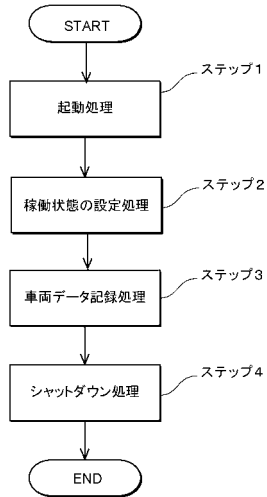 START
ステップ1
起動処理
ステップ2
稼働状態の設定処理
ステップ3
車両データ記録処理
ステップ4
シャットダウン処理
END